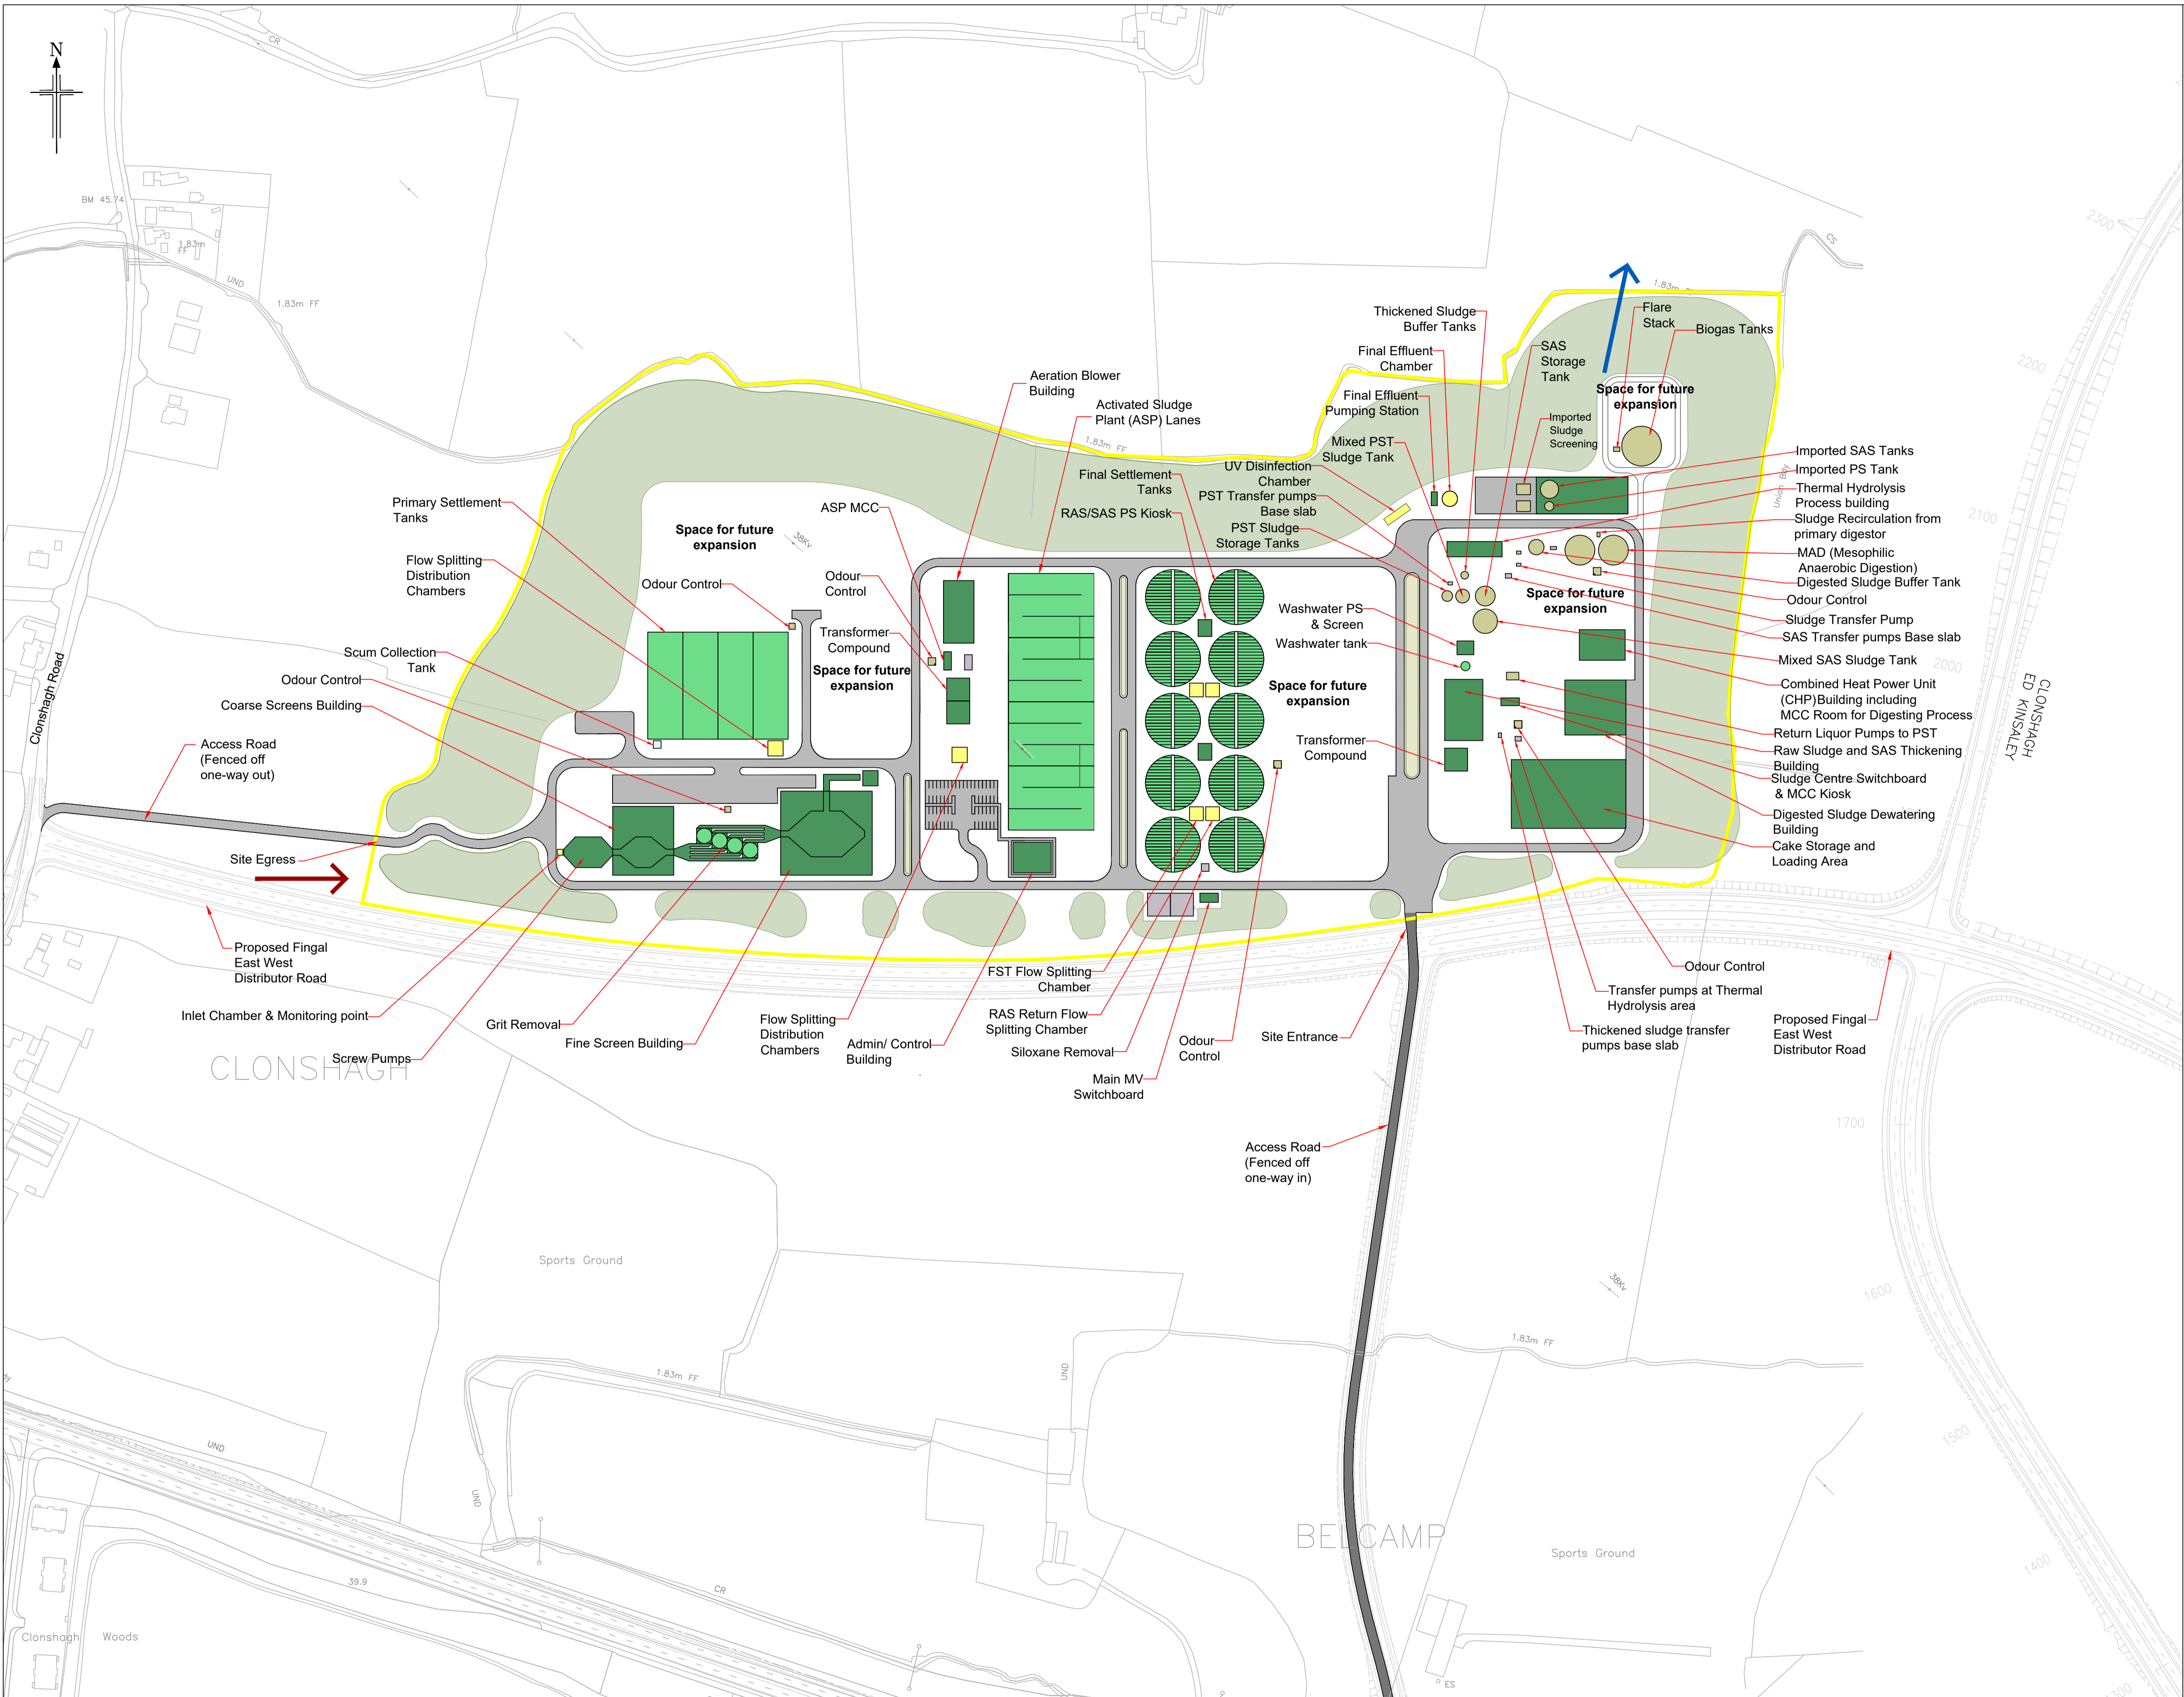 N
CR
BM 45.74
1.83m
FF
UND
1.83m FF
Clonshagh Road
CS
2300
2200
2100
2000
1700
1600
1500
1400
CLONSHAGH
ED KINSALEY
Union Bdy
1.83m FF
38Kv
Thickened Sludge
Buffer Tanks
Final Effluent
Chamber
Final Effluent
Pumping Station
Mixed PST
Sludge Tank
UV Disinfection
Chamber
PST Transfer pumps
Base slab
PST Sludge
Storage Tanks
Flare
Stack
Biogas Tanks
SAS
Storage
Tank
Space for future
expansion
Imported
Sludge
Screening
Aeration Blower
Building
Activated Sludge
Plant (ASP) Lanes
Final Settlement
Tanks
RAS/SAS PS Kiosk
ASP MCC
Primary Settlement
Tanks
Space for future
expansion
Flow Splitting
Distribution
Chambers
Odour Control
Odour
Control
Transformer
Compound
Space for future
expansion
Scum Collection
Tank
Odour Control
Coarse Screens Building
Access Road
(Fenced off
one-way out)
Site Egress
Washwater PS
& Screen
Washwater tank
Space for future
expansion
Transformer
Compound
Space for future
expansion
Imported SAS Tanks
Imported PS Tank
Thermal Hydrolysis
Process building
Sludge Recirculation from
primary digestor
MAD (Mesophilic
Anaerobic Digestion)
Digested Sludge Buffer Tank
Odour Control
Sludge Transfer Pump
SAS Transfer pumps Base slab
Mixed SAS Sludge Tank
Combined Heat Power Unit
(CHP)Building including
MCC Room for Digesting Process
Return Liquor Pumps to PST
Raw Sludge and SAS Thickening
Building
Sludge Centre Switchboard
& MCC Kiosk
Digested Sludge Dewatering
Building
Cake Storage and
Loading Area
Proposed Fingal
East West
Distributor Road
Inlet Chamber & Monitoring point
Screw Pumps
Grit Removal
Fine Screen Building
Flow Splitting
Distribution
Chambers
Admin/ Control
Building
FST Flow Splitting
Chamber
RAS Return Flow
Splitting Chamber
Siloxane Removal
Main MV
Switchboard
Odour
Control
Site Entrance
Odour Control
Transfer pumps at Thermal
Hydrolysis area
Thickened sludge transfer
pumps base slab
Proposed Fingal
East West
Distributor Road
Access Road
(Fenced off
one-way in)
CLONSHAGH
Sports Ground
38Kv
1.83m FF
1.83m FF
UND
UND
UND
BELCAMP
Sports Ground
CR
39.9
Clonshagh Woods
ES